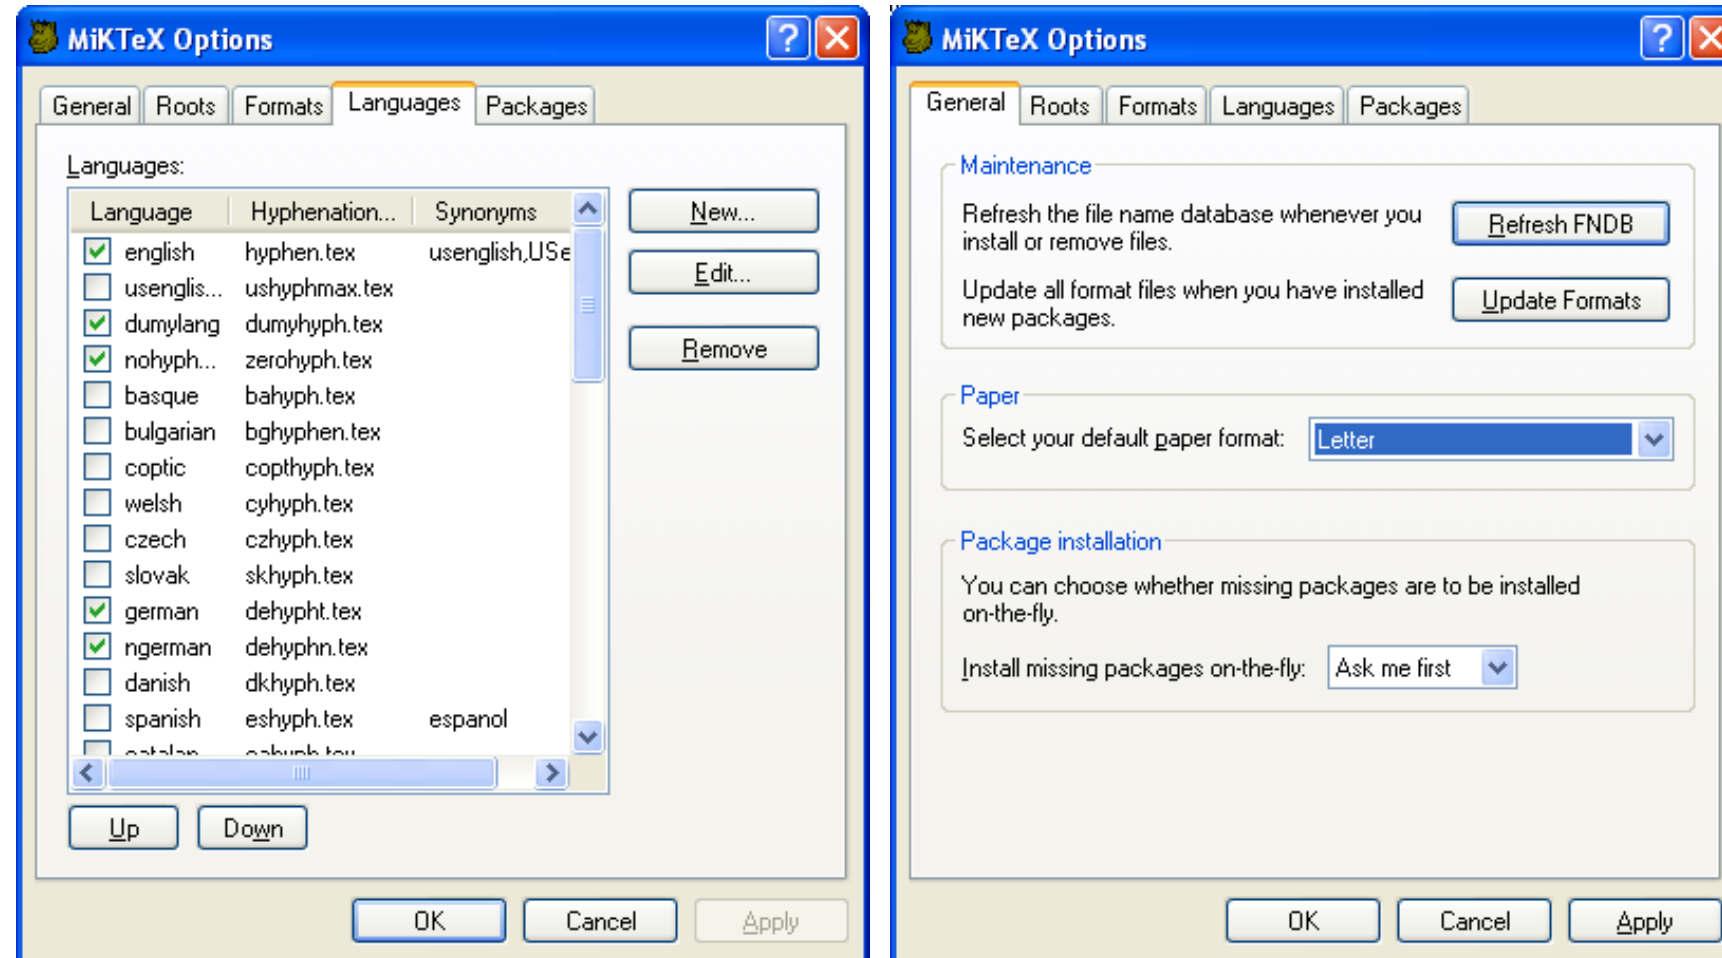 MiKTeX Options
General Roots Formats Languages Packages
Languages:
Language Hyphenation... Synonyms
english hyphen.tex usenglish,USe
usenglis... ushyphmax.tex
dumylang dumyhyph.tex
nohyph... zerohyph.tex
basque bahyph.tex
bulgarian bghyphen.tex
coptic copthyph.tex
welsh cyhyph.tex
czech czhyph.tex
slovak skhyph.tex
german dehypht.tex
ngerman dehyphn.tex
danish dkhyph.tex
spanish eshyph.tex espanol
catalan cahyph.tex
New...
Edit...
Remove
Up Down
OK Cancel Apply
MiKTeX Options
General Roots Formats Languages Packages
Maintenance
Refresh the file name database whenever you
install or remove files.
Refresh FNDB
Update all format files when you have installed
new packages.
Update Formats
Paper
Select your default paper format: Letter
Package installation
You can choose whether missing packages are to be installed
on-the-fly.
Install missing packages on-the-fly: Ask me first
OK Cancel Apply